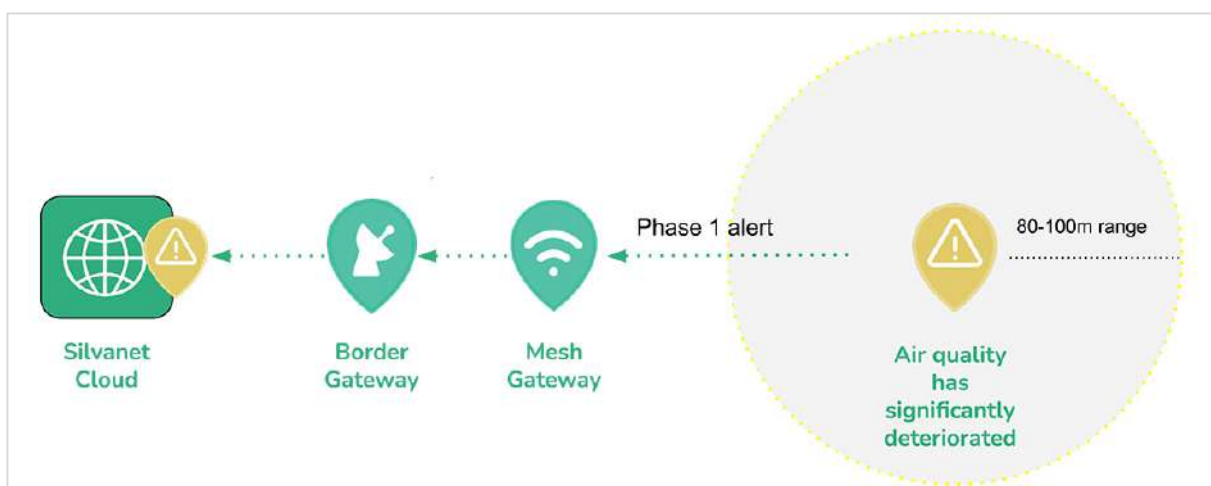 Phase 1 alert
80-100m range
Silvanet
Cloud
Border
Gateway
Mesh
Gateway
Air quality
has
significantly
deteriorated